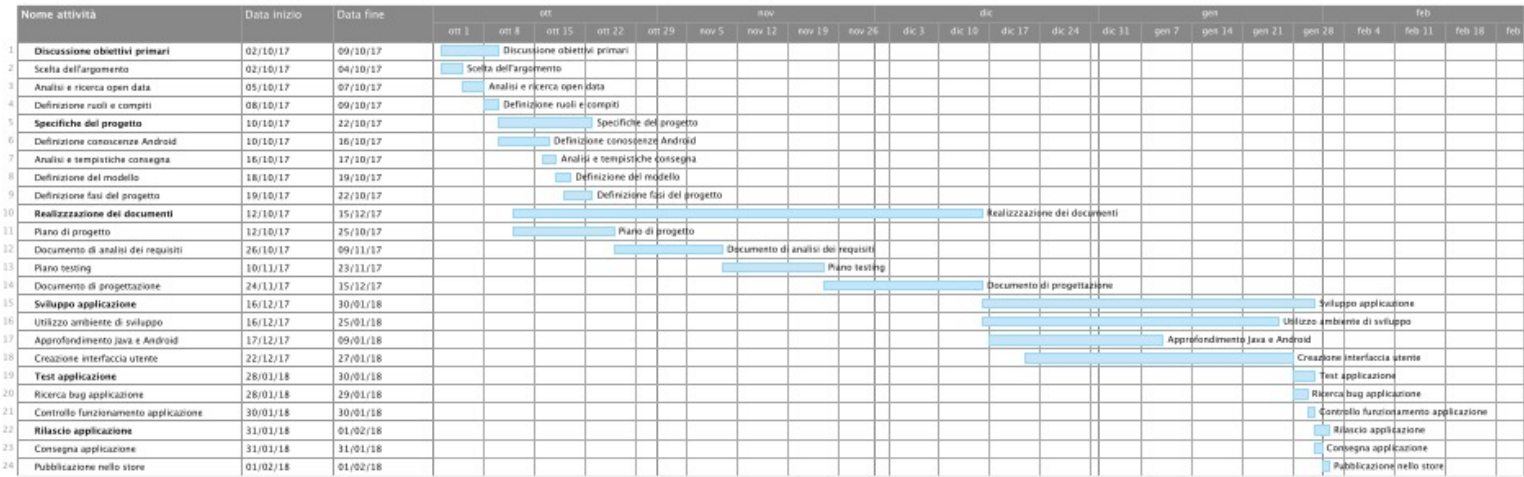 Nome attività Data inizio Data fine ott nov dic gen feb
ott 1 ott 8 ott 15 ott 22 ott 29 nov 5 nov 12 nov 19 nov 26 dic 3 dic 10 dic 17 dic 24 dic 31 gen 7 gen 14 gen 21 gen 28 feb 4 feb 11 feb 18 feb
1 Discussione obiettivi primari 02/10/17 09/10/17 Discussione obiettivi primari
2 Scelta dell'argomento 02/10/17 04/10/17 Scelta dell'argomento
3 Analisi e ricerca open data 05/10/17 07/10/17 Analisi e ricerca open data
4 Definizione ruoli e compiti 08/10/17 09/10/17 Definizione ruoli e compiti
5 Specifiche del progetto 10/10/17 22/10/17 Specifiche del progetto
6 Definizione conoscenze Android 10/10/17 16/10/17 Definizione conoscenze Android
7 Analisi e tempistiche consegna 16/10/17 17/10/17 Analisi e tempistiche consegna
8 Definizione del modello 18/10/17 19/10/17 Definizione del modello
9 Definizione fasi del progetto 19/10/17 22/10/17 Definizione fasi del progetto
10 Realizzzazione dei documenti 12/10/17 15/12/17 Realizzzazione dei documenti
11 Piano di progetto 12/10/17 25/10/17 Piano di progetto
12 Documento di analisi dei requisiti 26/10/17 09/11/17 Documento di analisi dei requisiti
13 Piano testing 10/11/17 23/11/17 Piano testing
14 Documento di progettazione 24/11/17 15/12/17 Documento di progettazione
15 Sviluppo applicazione 16/12/17 30/01/18 Sviluppo applicazione
16 Utilizzo ambiente di sviluppo 16/12/17 25/01/18 Utilizzo ambiente di sviluppo
17 Approfondimento Java e Android 17/12/17 09/01/18 Approfondimento Java e Android
18 Creazione interfaccia utente 22/12/17 27/01/18 Creazione interfaccia utente
19 Test applicazione 28/01/18 30/01/18 Test applicazione
20 Ricerca bug applicazione 28/01/18 29/01/18 Ricerca bug applicazione
21 Controllo funzionamento applicazione 30/01/18 30/01/18 Controllo funzionamento applicazione
22 Rilascio applicazione 31/01/18 01/02/18 Rilascio applicazione
23 Consegna applicazione 31/01/18 31/01/18 Consegna applicazione
24 Pubblicazione nello store 01/02/18 01/02/18 Pubblicazione nello store